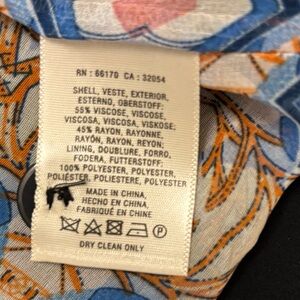 RN : 66170 CA : 32054
SHELL, VESTE, EXTERIOR,
ESTERNO, OBERSTOFF:
55% VISCOSE, VISCOSE,
VISCOSA, VISCOSA, VISKOSE;
45% RAYON, RAYONNE,
RAYÓN, RAYON, REYON;
LINING, DOUBLURE, FORRO,
FODERA, FUTTERSTOFF:
100% POLYESTER, POLYESTER,
POLIÉSTER, POLIESTERE, POLYESTER
MADE IN CHINA,
HECHO EN CHINA,
FABRIQUÉ EN CHINE
P
DRY CLEAN ONLY